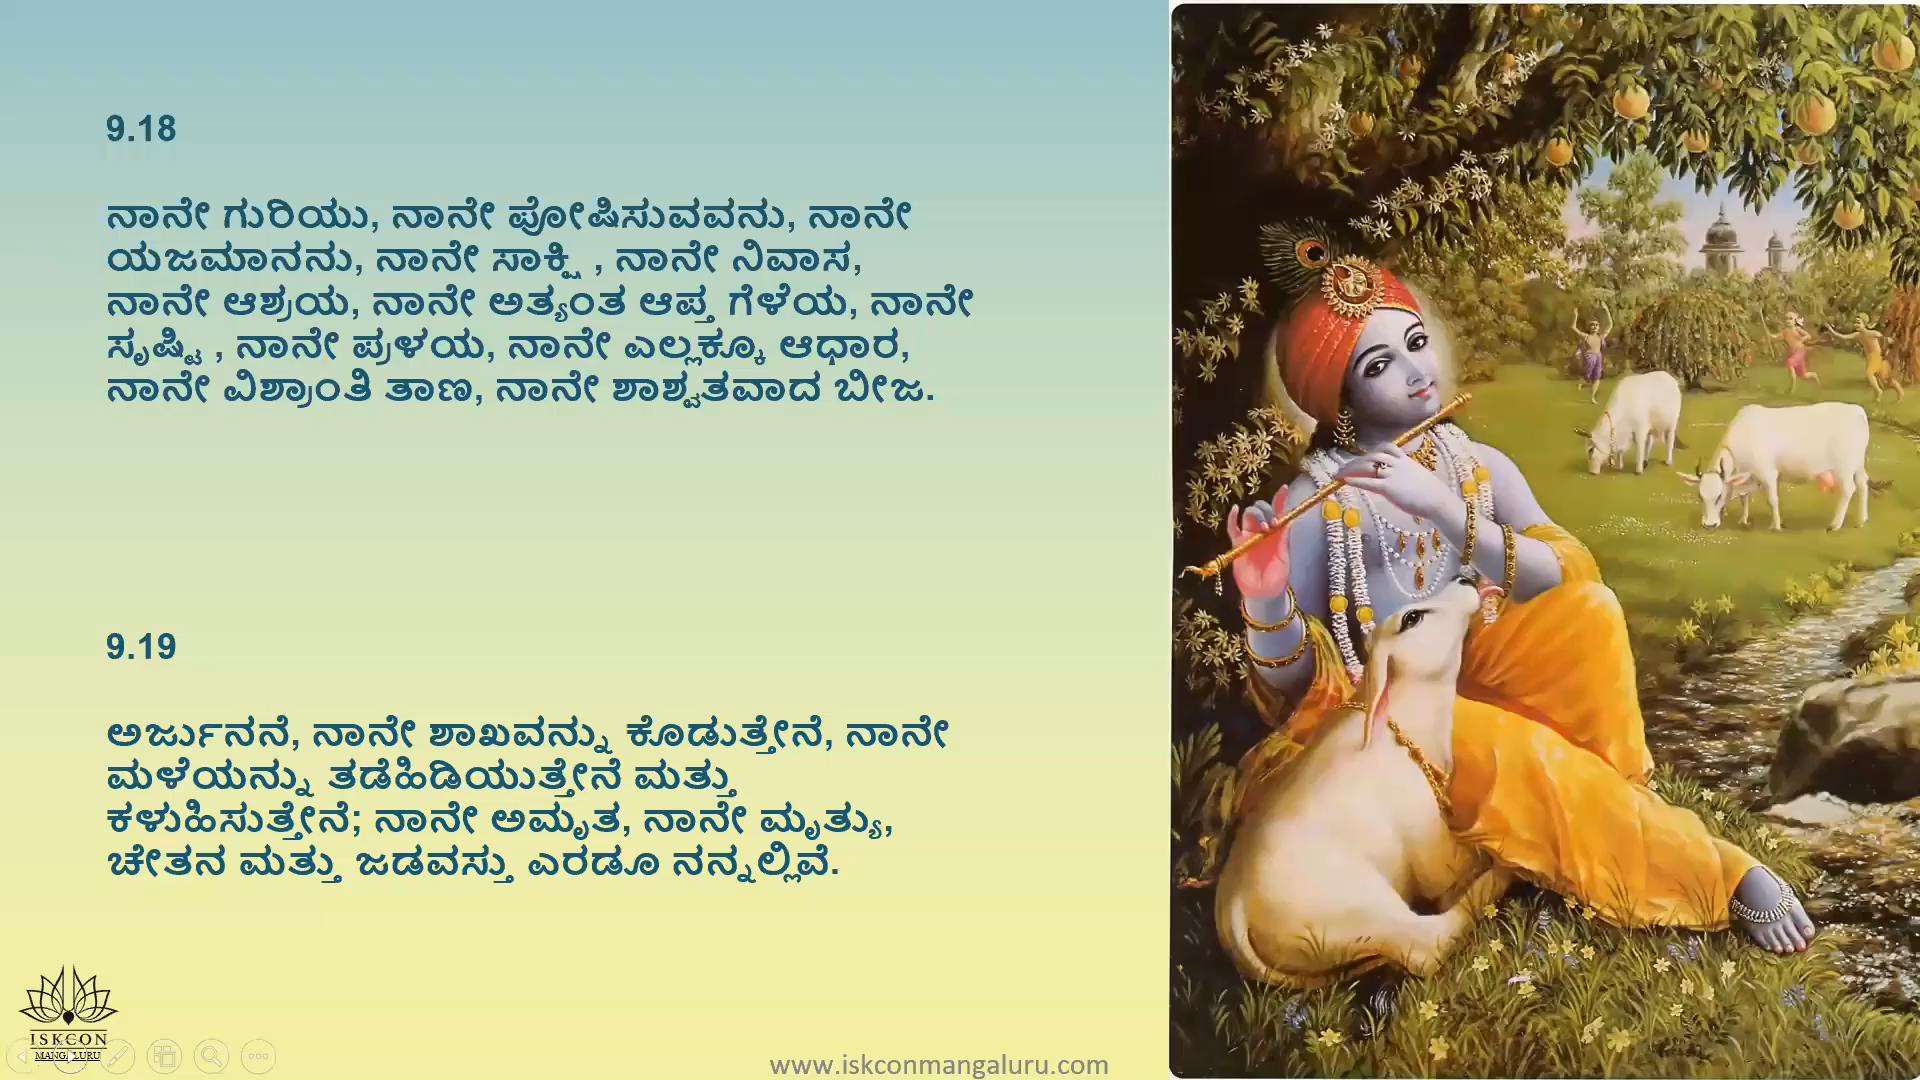 9.18
ನಾನೇ ಗುರಿಯು, ನಾನೇ ಪೋಷಿಸುವವನು, ನಾನೇ
ಯಜಮಾನನು, ನಾನೇ ಸಾಕ್ಷಿ , ನಾನೇ ನಿವಾಸ,
ನಾನೇ ಆಶ್ರಯ, ನಾನೇ ಅತ್ಯಂತ ಆಪ್ತ ಗೆಳೆಯ, ನಾನೇ
ಸೃಷ್ಟಿ , ನಾನೇ ಪ್ರಳಯ, ನಾನೇ ಎಲ್ಲಕ್ಕೂ ಆಧಾರ,
ನಾನೇ ವಿಶ್ರಾಂತಿ ತಾಣ, ನಾನೇ ಶಾಶ್ವತವಾದ ಬೀಜ.
9.19
ಅರ್ಜುನನೆ, ನಾನೇ ಶಾಖವನ್ನು ಕೊಡುತ್ತೇನೆ, ನಾನೇ
ಮಳೆಯನ್ನು ತಡೆಹಿಡಿಯುತ್ತೇನೆ ಮತ್ತು
ಕಳುಹಿಸುತ್ತೇನೆ; ನಾನೇ ಅಮೃತ, ನಾನೇ ಮೃತ್ಯು,
ಚೇತನ ಮತ್ತು ಜಡವಸ್ತು ಎರಡೂ ನನ್ನಲ್ಲಿವೆ.
ISKCON
MANGALURU
www.iskconmangaluru.com